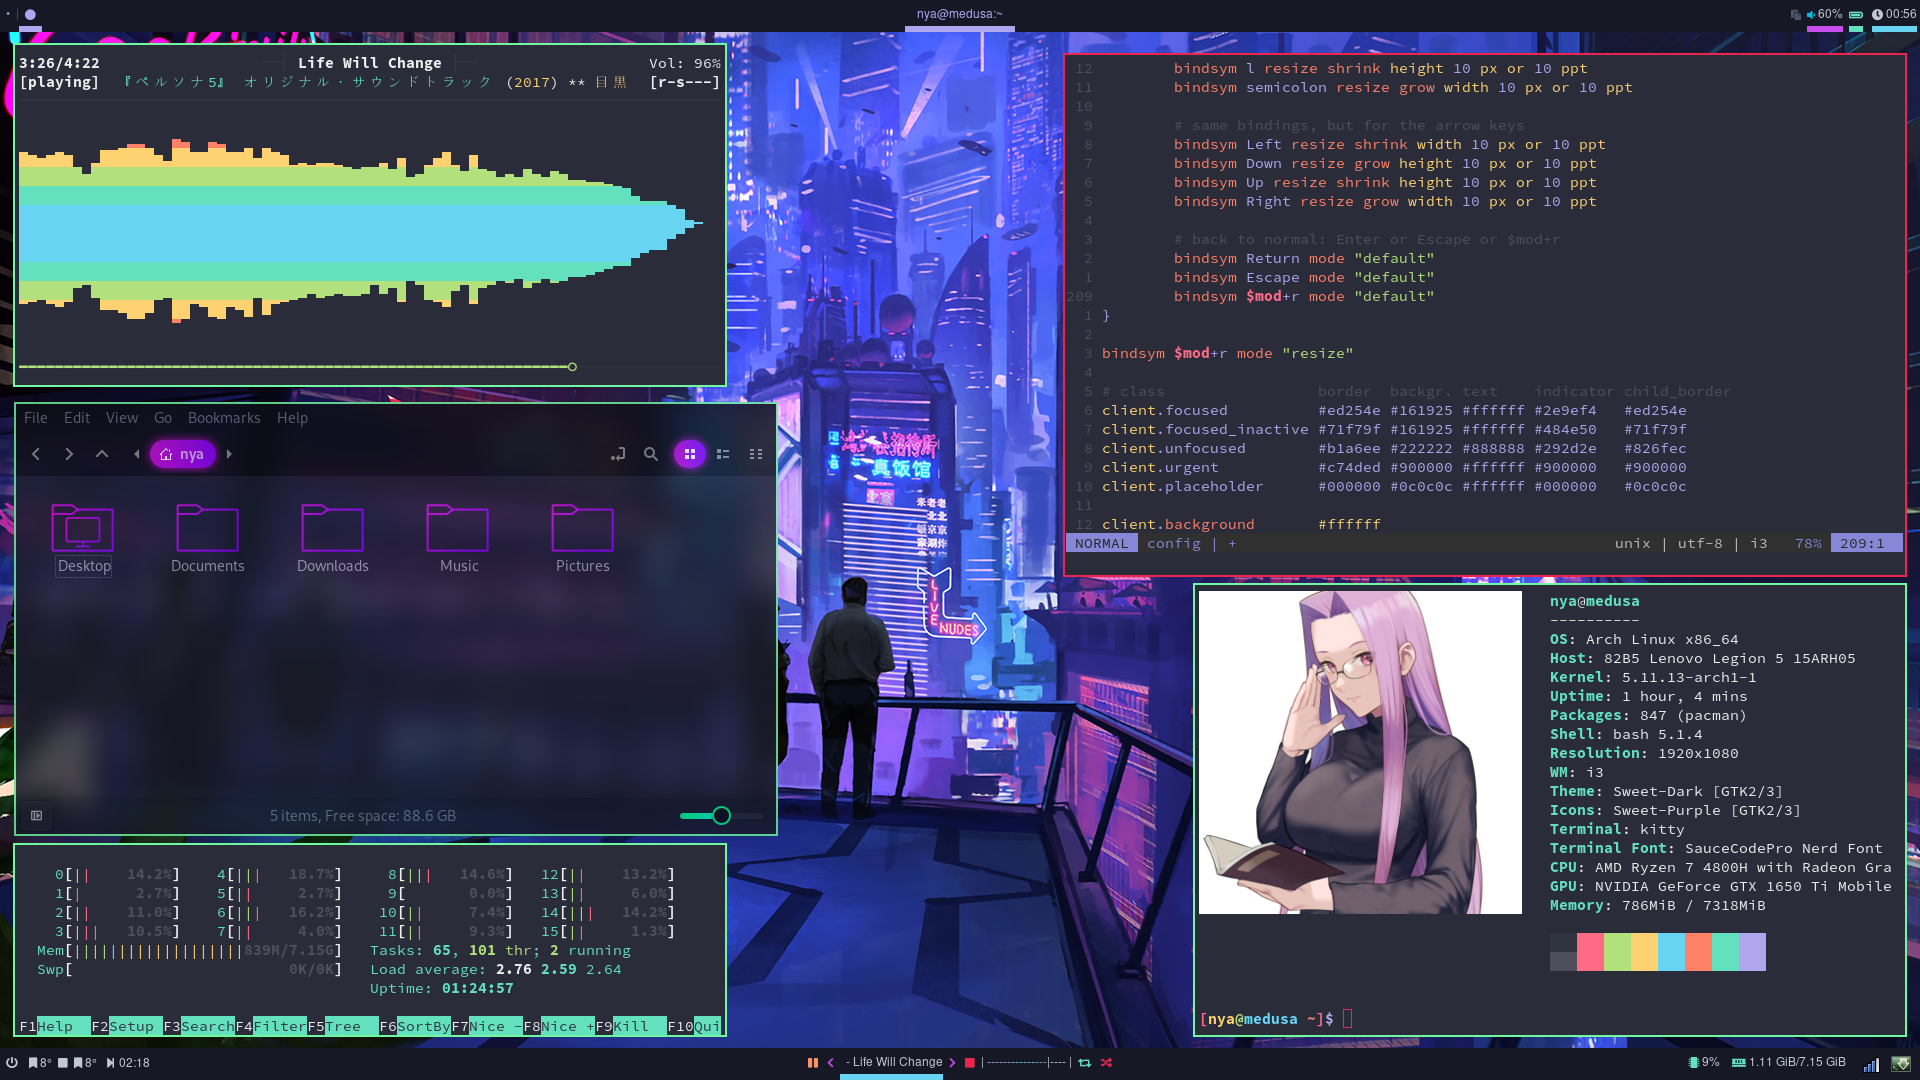 nya@medusa:~
60%
00:56
3:26/4:22
Life Will Change
Vol: 96%
[playing]
『ペルソナ5』 オリジナル・サウンドトラック (2017) ** 目黒
[r-s---]
12 bindsym l resize shrink height 10 px or 10 ppt
11 bindsym semicolon resize grow width 10 px or 10 ppt
10
9 # same bindings, but for the arrow keys
8 bindsym Left resize shrink width 10 px or 10 ppt
7 bindsym Down resize grow height 10 px or 10 ppt
6 bindsym Up resize shrink height 10 px or 10 ppt
5 bindsym Right resize grow width 10 px or 10 ppt
4
3 # back to normal: Enter or Escape or $mod+r
2 bindsym Return mode "default"
1 bindsym Escape mode "default"
209 bindsym $mod+r mode "default"
1 }
2
3 bindsym $mod+r mode "resize"
4
5 # class border backgr. text indicator child_border
6 client.focused #ed254e #161925 #ffffff #2e9ef4 #ed254e
7 client.focused_inactive #71f79f #161925 #ffffff #484e50 #71f79f
8 client.unfocused #b1a6ee #222222 #888888 #292d2e #826fec
9 client.urgent #c74ded #900000 #ffffff #900000 #900000
10 client.placeholder #000000 #0c0c0c #ffffff #000000 #0c0c0c
11
12 client.background #ffffff
NORMAL config | + unix | utf-8 | i3 78% 209:1
File Edit View Go Bookmarks Help
nya
Desktop Documents Downloads Music Pictures
5 items, Free space: 88.6 GB
真饭馆
北京
LIVE
NUDES
0[|| 14.2%] 4[||| 18.7%] 8[||| 14.6%] 12[|| 13.2%]
1[| 2.7%] 5[|| 2.7%] 9[ 0.0%] 13[|| 6.0%]
2[|| 11.0%] 6[||| 16.2%] 10[|| 7.4%] 14[||| 14.2%]
3[||| 10.5%] 7[|| 4.0%] 11[|| 9.3%] 15[|| 1.3%]
Mem[|||||||||||||||||||839M/7.15G] Tasks: 65, 101 thr; 2 running
Swp[ 0K/0K] Load average: 2.76 2.59 2.64
Uptime: 01:24:57
F1Help F2Setup F3SearchF4FilterF5Tree F6SortByF7Nice -F8Nice +F9Kill F10Qui
nya@medusa
----------
OS: Arch Linux x86_64
Host: 82B5 Lenovo Legion 5 15ARH05
Kernel: 5.11.13-arch1-1
Uptime: 1 hour, 4 mins
Packages: 847 (pacman)
Shell: bash 5.1.4
Resolution: 1920x1080
WM: i3
Theme: Sweet-Dark [GTK2/3]
Icons: Sweet-Purple [GTK2/3]
Terminal: kitty
Terminal Font: SauceCodePro Nerd Font
CPU: AMD Ryzen 7 4800H with Radeon Gra
GPU: NVIDIA GeForce GTX 1650 Ti Mobile
Memory: 786MiB / 7318MiB
[nya@medusa ~]$
8° 8° 02:18
- Life Will Change
|---------------|----|
9% 1.11 GiB/7.15 GiB